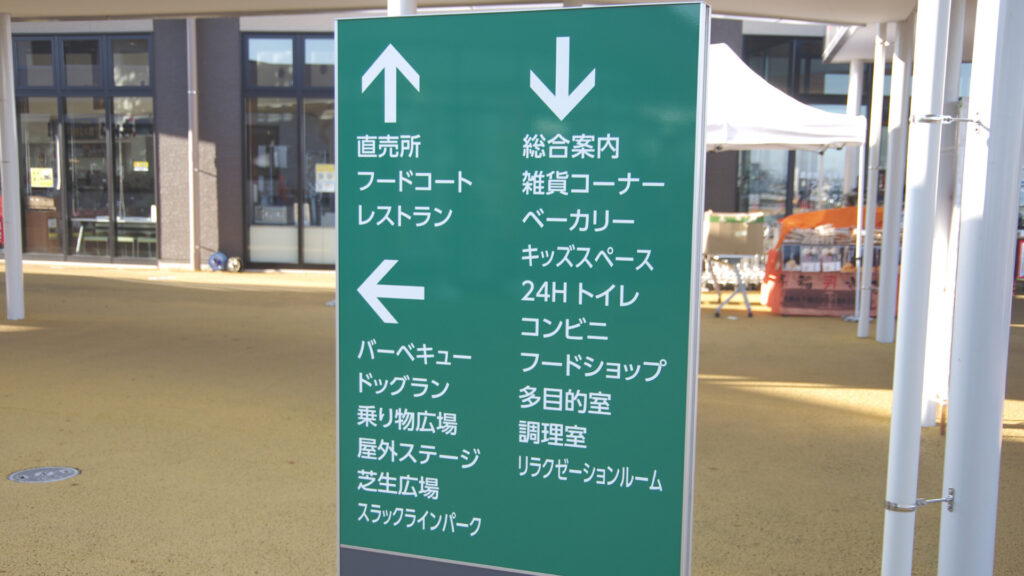 直売所
フードコート
レストラン
バーベキュー
ドッグラン
乗り物広場
屋外ステージ
芝生広場
スラックラインパーク
総合案内
雑貨コーナー
ベーカリー
キッズスペース
24Hトイレ
コンビニ
フードショップ
多目的室
調理室
リラクゼーションルーム